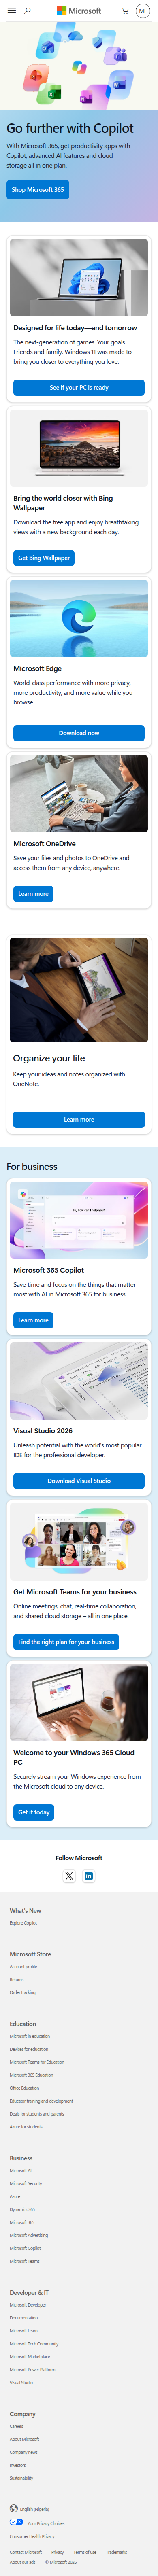 Microsoft
ME
Go further with Copilot
With Microsoft 365, get productivity apps with
Copilot, advanced AI features and cloud
storage all in one plan.
Shop Microsoft 365
Designed for life today—and tomorrow
The next-generation of games. Your goals.
Friends and family. Windows 11 was made to
bring you closer to everything you love.
See if your PC is ready
Bring the world closer with Bing
Wallpaper
Download the free app and enjoy breathtaking
views with a new background each day.
Get Bing Wallpaper
Microsoft Edge
World-class performance with more privacy,
more productivity, and more value while you
browse.
Download now
Microsoft OneDrive
Save your files and photos to OneDrive and
access them from any device, anywhere.
Learn more
Organize your life
Keep your ideas and notes organized with
OneNote.
Learn more
For business
Microsoft 365 Copilot
Save time and focus on the things that matter
most with AI in Microsoft 365 for business.
Learn more
Visual Studio 2026
Unleash potential with the world's most popular
IDE for the professional developer.
Download Visual Studio
Get Microsoft Teams for your business
Online meetings, chat, real-time collaboration,
and shared cloud storage – all in one place.
Find the right plan for your business
Welcome to your Windows 365 Cloud
PC
Securely stream your Windows experience from
the Microsoft cloud to any device.
Get it today
Follow Microsoft
What's New
Explore Copilot
Microsoft Store
Account profile
Returns
Order tracking
Education
Microsoft in education
Devices for education
Microsoft Teams for Education
Microsoft 365 Education
Office Education
Educator training and development
Deals for students and parents
Azure for students
Business
Microsoft AI
Microsoft Security
Azure
Dynamics 365
Microsoft 365
Microsoft Advertising
Microsoft Copilot
Microsoft Teams
Developer & IT
Microsoft Developer
Documentation
Microsoft Learn
Microsoft Tech Community
Microsoft Marketplace
Microsoft Power Platform
Visual Studio
Company
Careers
About Microsoft
Company news
Investors
Sustainability
English (Nigeria)
Your Privacy Choices
Consumer Health Privacy
Contact Microsoft Privacy Terms of use Trademarks
About our ads © Microsoft 2026